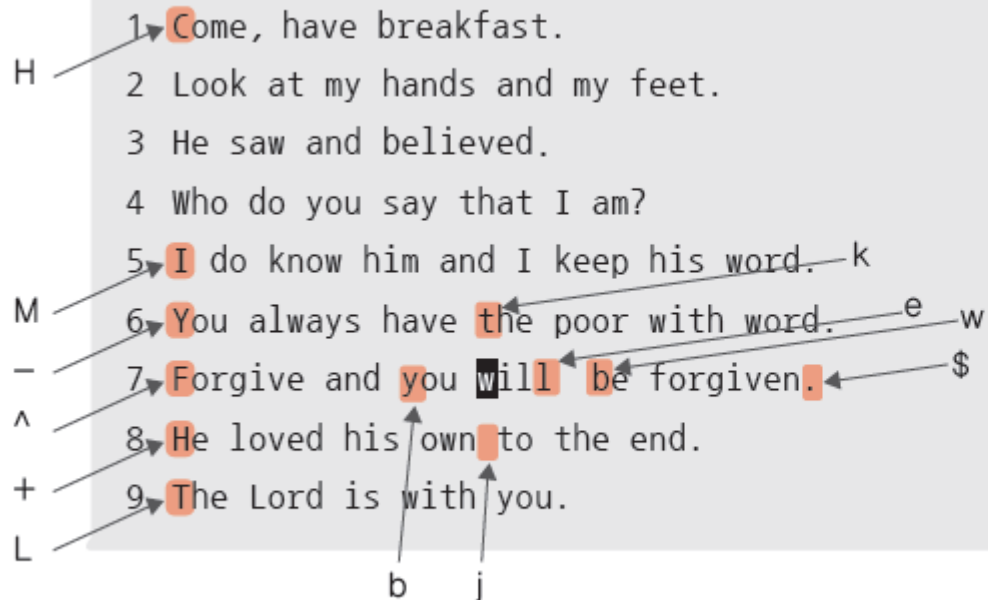 1 Come, have breakfast.
H
2 Look at my hands and my feet.
3 He saw and believed.
4 Who do you say that I am?
5 I do know him and I keep his word. k
M
6 You always have the poor with word. e
w
–
7 Forgive and you will be forgiven. $
^
8 He loved his own to the end.
+
9 The Lord is with you.
L
b j